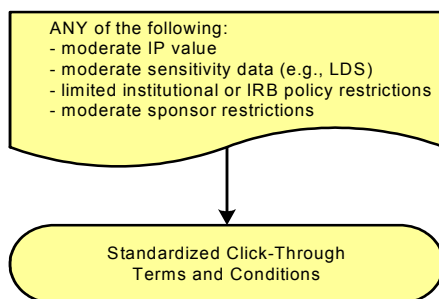 ANY of the following:
- moderate IP value
- moderate sensitivity data (e.g., LDS)
- limited institutional or IRB policy restrictions
- moderate sponsor restrictions
Standardized Click-Through
Terms and Conditions